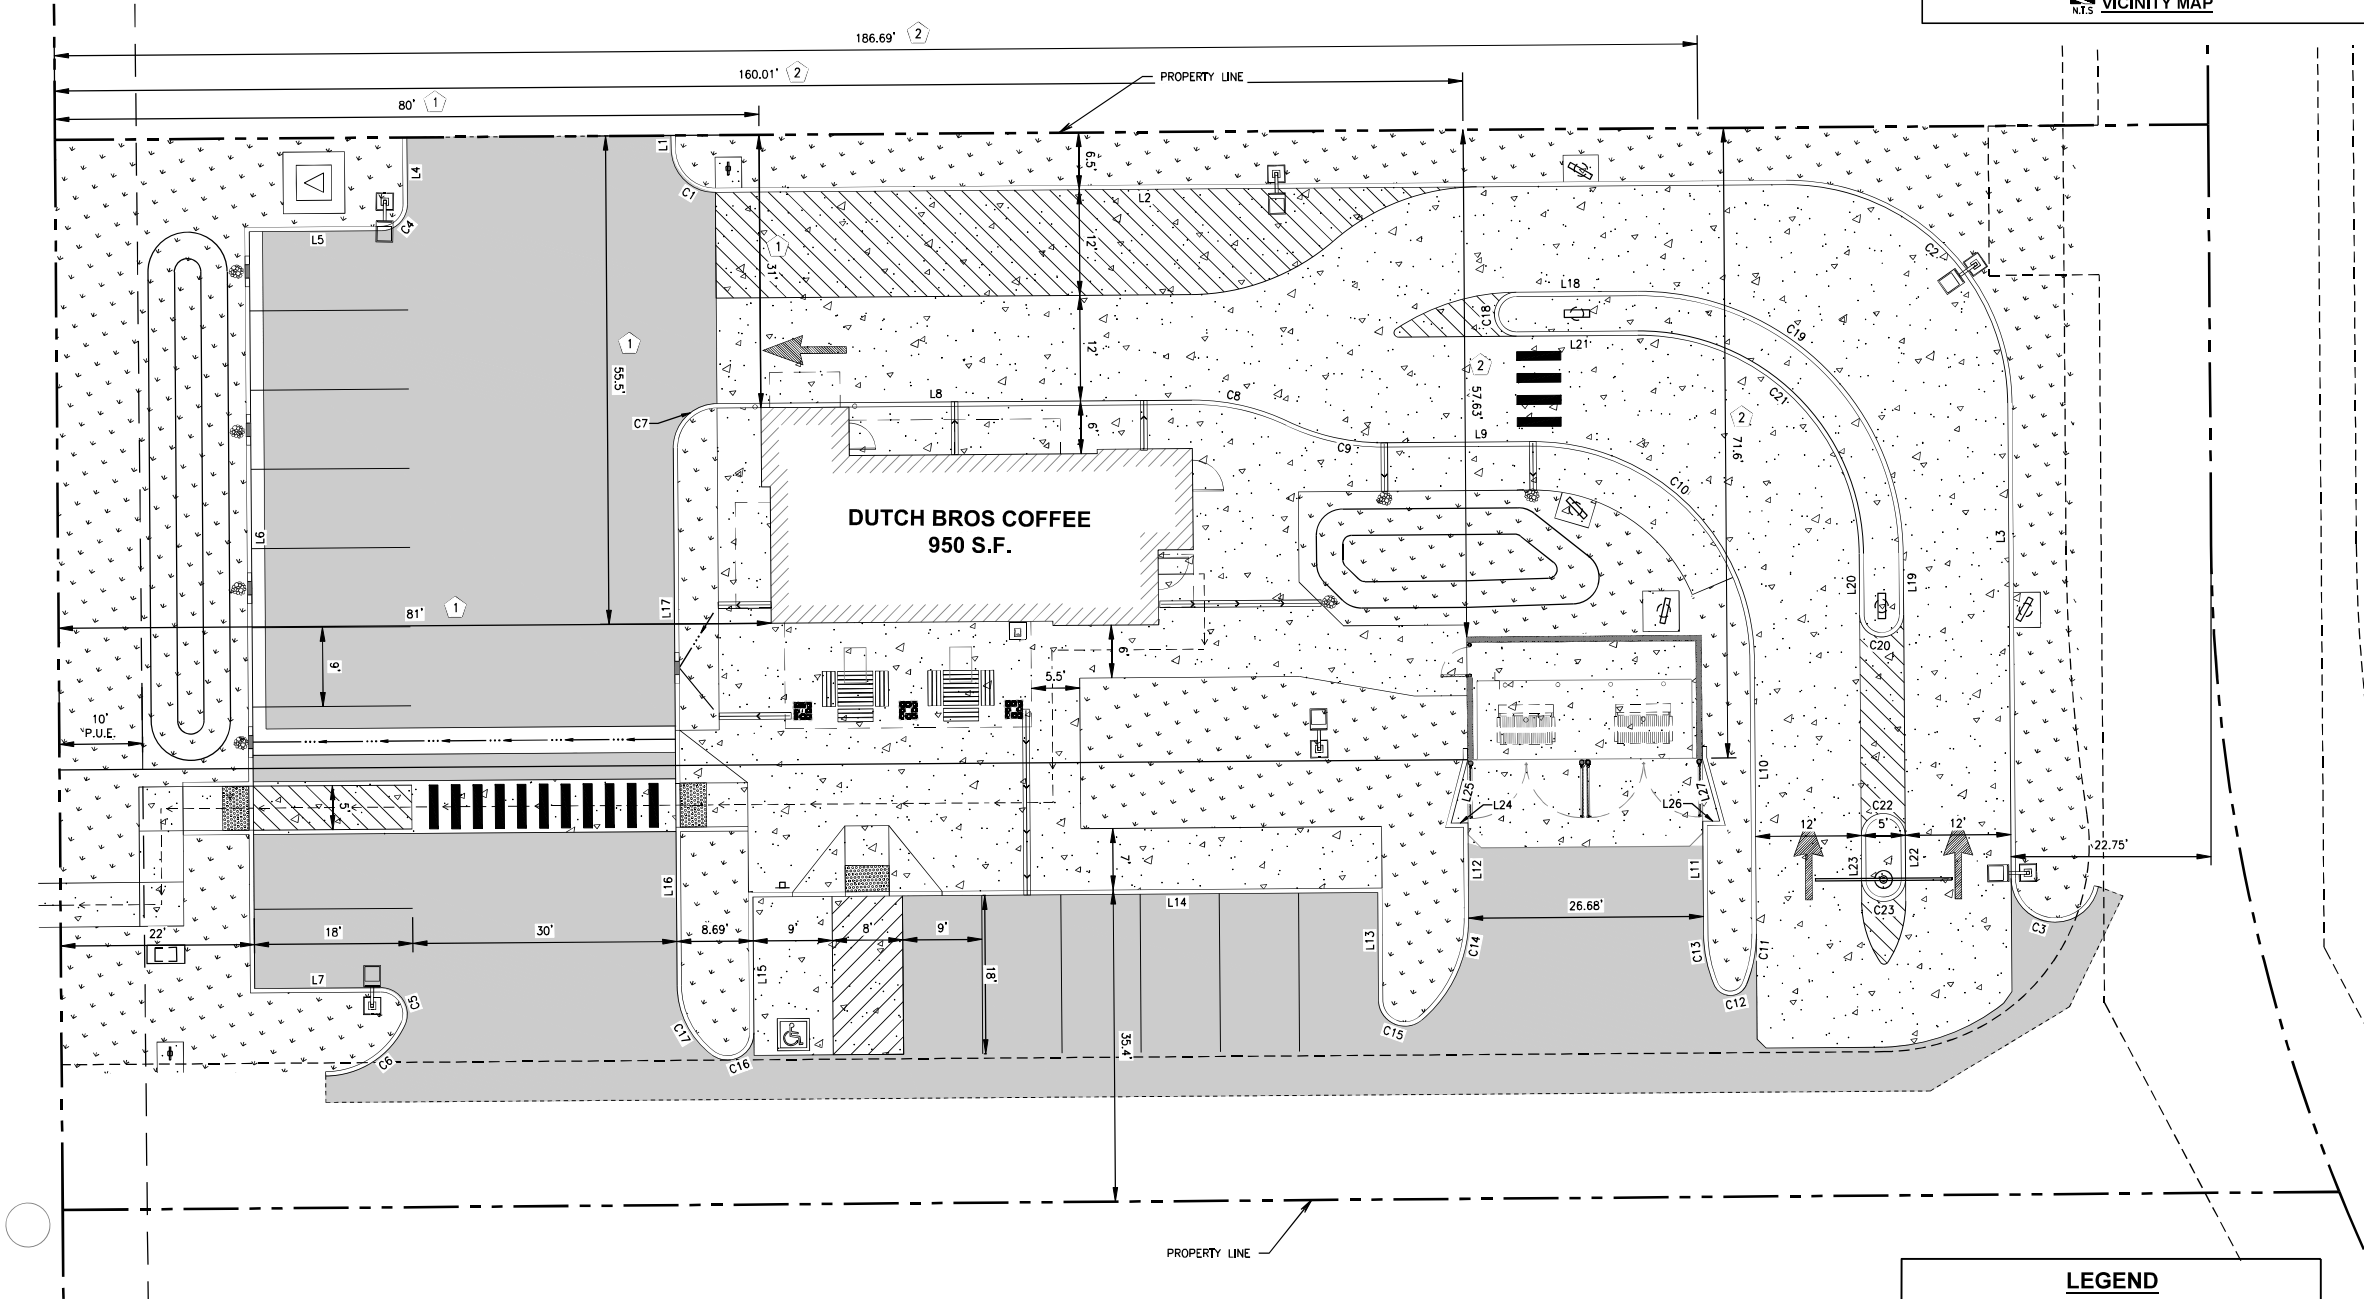 N.T.S VICINITY MAP
186.69' 2
160.01' 2
PROPERTY LINE
80' 1
L1
L4
6.5'
C1
L2
C4
L5
1
31'
12'
C2
L18
C18
C19
12'
L21
1
55.5'
2
57.63'
C21
2
71.6'
L8
C8
C7
6'
L9
C9
C10
DUTCH BROS COFFEE
950 S.F.
L6
L3
L20
L19
L17
81' 1
9'
6'
C20
5.5'
10'
P.U.E.
L10
L25
L27
L24
L26
5'
C22
12'
5'
12'
22.75'
7'
L23
L22
L16
L12
L11
L14
26.68'
C23
22'
18'
30'
8.69'
9'
8'
9'
L13
C14
C13
C11
C3
L7
L15
18'
C5
C12
C17
C15
35.4'
C6
C16
PROPERTY LINE
LEGEND